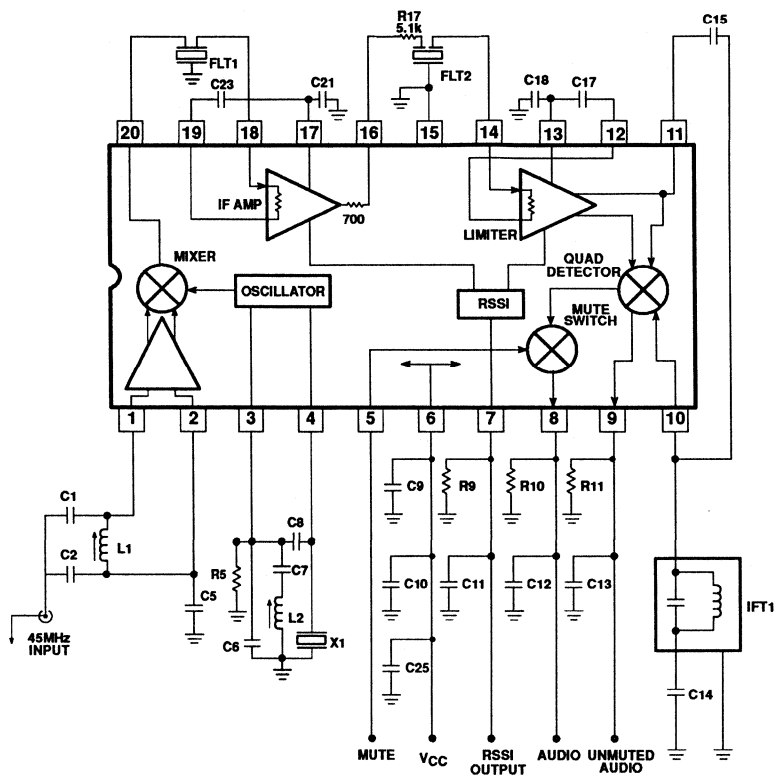 R17
5.1k
C15
FLT1
FLT2
C23
C21
C18
C17
20
19
18
17
16
15
14
13
12
11
IF AMP
700
LIMITER
MIXER
OSCILLATOR
RSSI
QUAD
DETECTOR
MUTE
SWITCH
1
2
3
4
5
6
7
8
9
10
C1
C2
L1
C5
45MHz
INPUT
R5
C6
C8
C7
L2
X1
C9
R9
R10
R11
C10
C11
C12
C13
C25
IFT1
C14
MUTE
VCC
RSSI
OUTPUT
AUDIO
UNMUTED
AUDIO